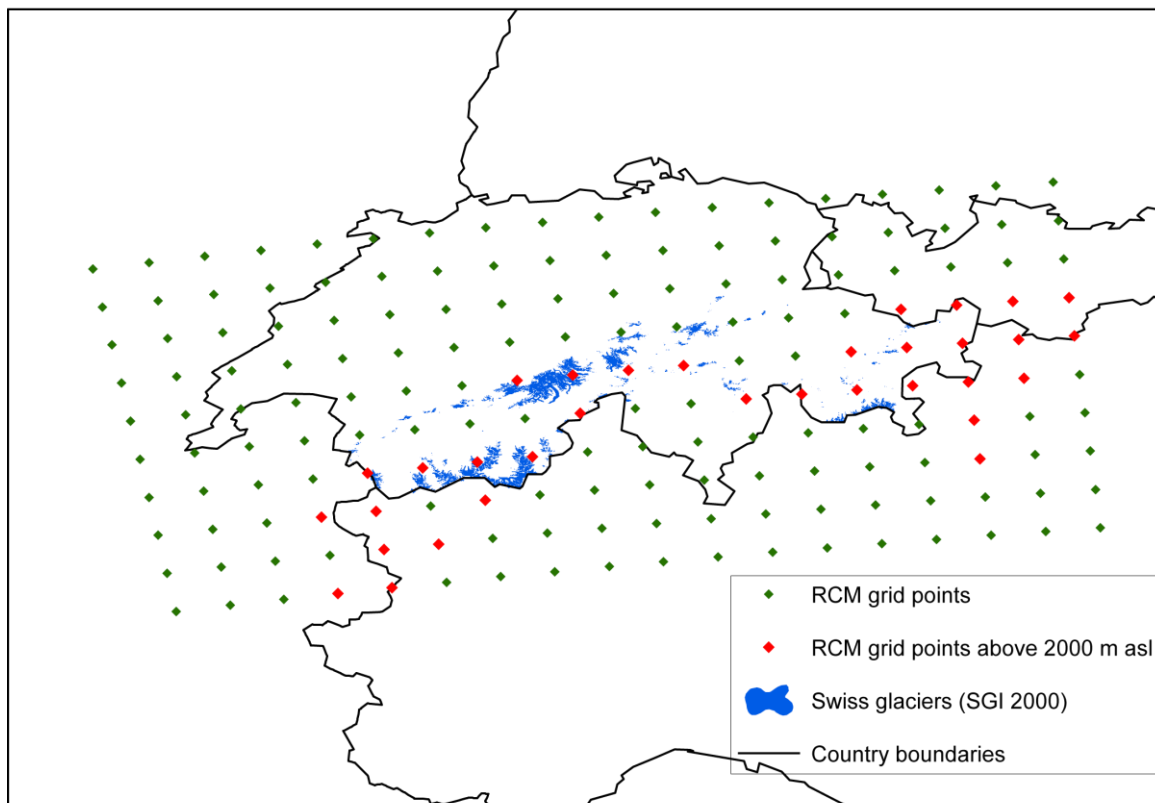 RCM grid points
RCM grid points above 2000 m asl
Swiss glaciers (SGI 2000)
Country boundaries